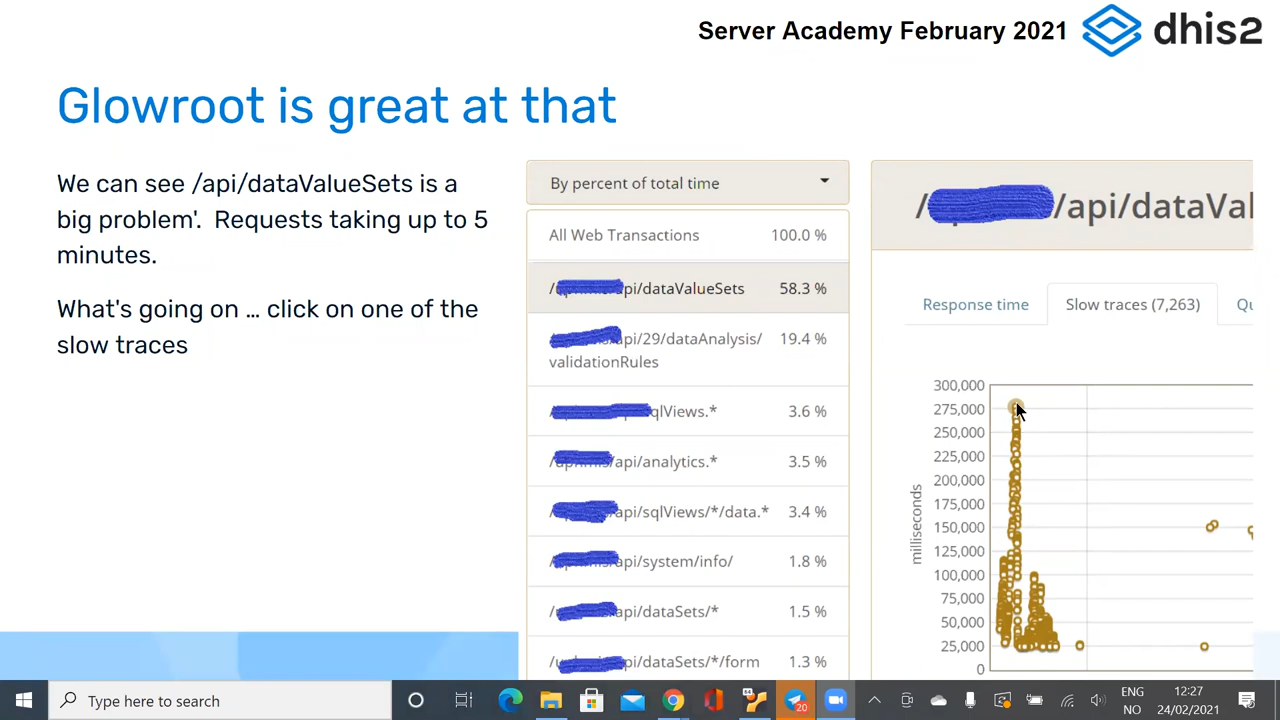 Server Academy February 2021
dhis2
Glowroot is great at that
We can see /api/dataValueSets is a
big problem'. Requests taking up to 5
minutes.
What's going on … click on one of the
slow traces
By percent of total time
All Web Transactions 100.0 %
/ pi/dataValueSets 58.3 %
/ api/29/dataAnalysis/ 19.4 %
validationRules
/ qlViews.* 3.6 %
/ /api/analytics.* 3.5 %
/ api/sqlViews/*/data.* 3.4 %
/ api/system/info/ 1.8 %
/ api/dataSets/* 1.5 %
/ api/dataSets/*/form 1.3 %
/ /api/dataVal
Response time
Slow traces (7,263)
Qu
milliseconds
300,000
275,000
250,000
225,000
200,000
175,000
150,000
125,000
100,000
75,000
50,000
25,000
0
Type here to search
20
ENG
NO
12:27
24/02/2021